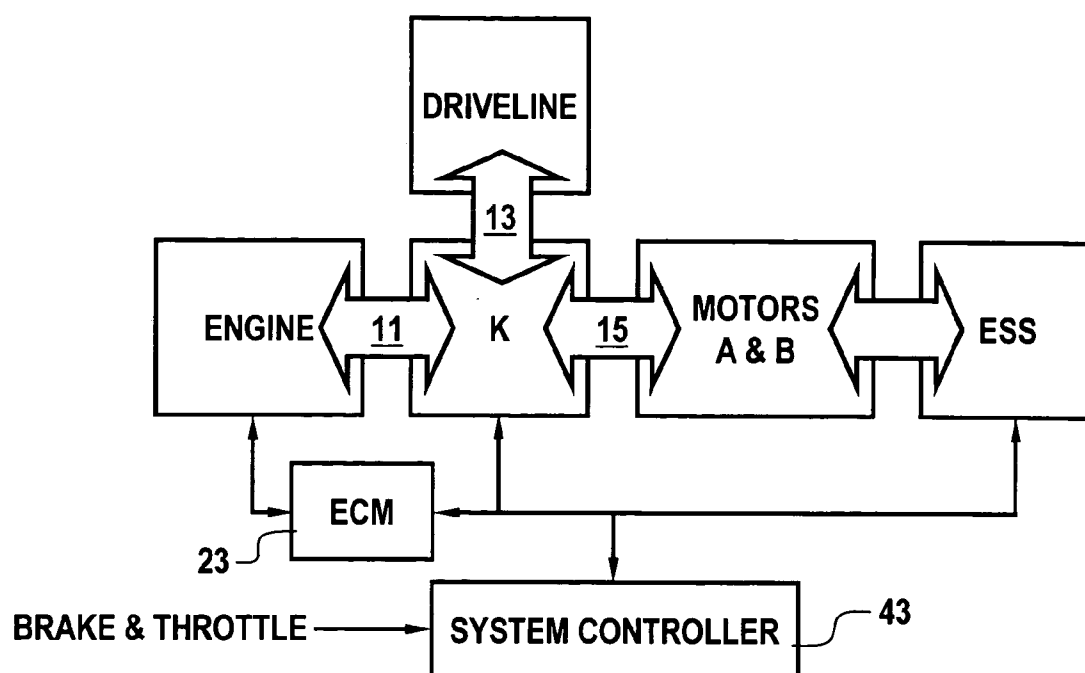 DRIVELINE
13
ENGINE
11
K
15
MOTORS
A & B
ESS
ECM
23
BRAKE & THROTTLE
SYSTEM CONTROLLER
43